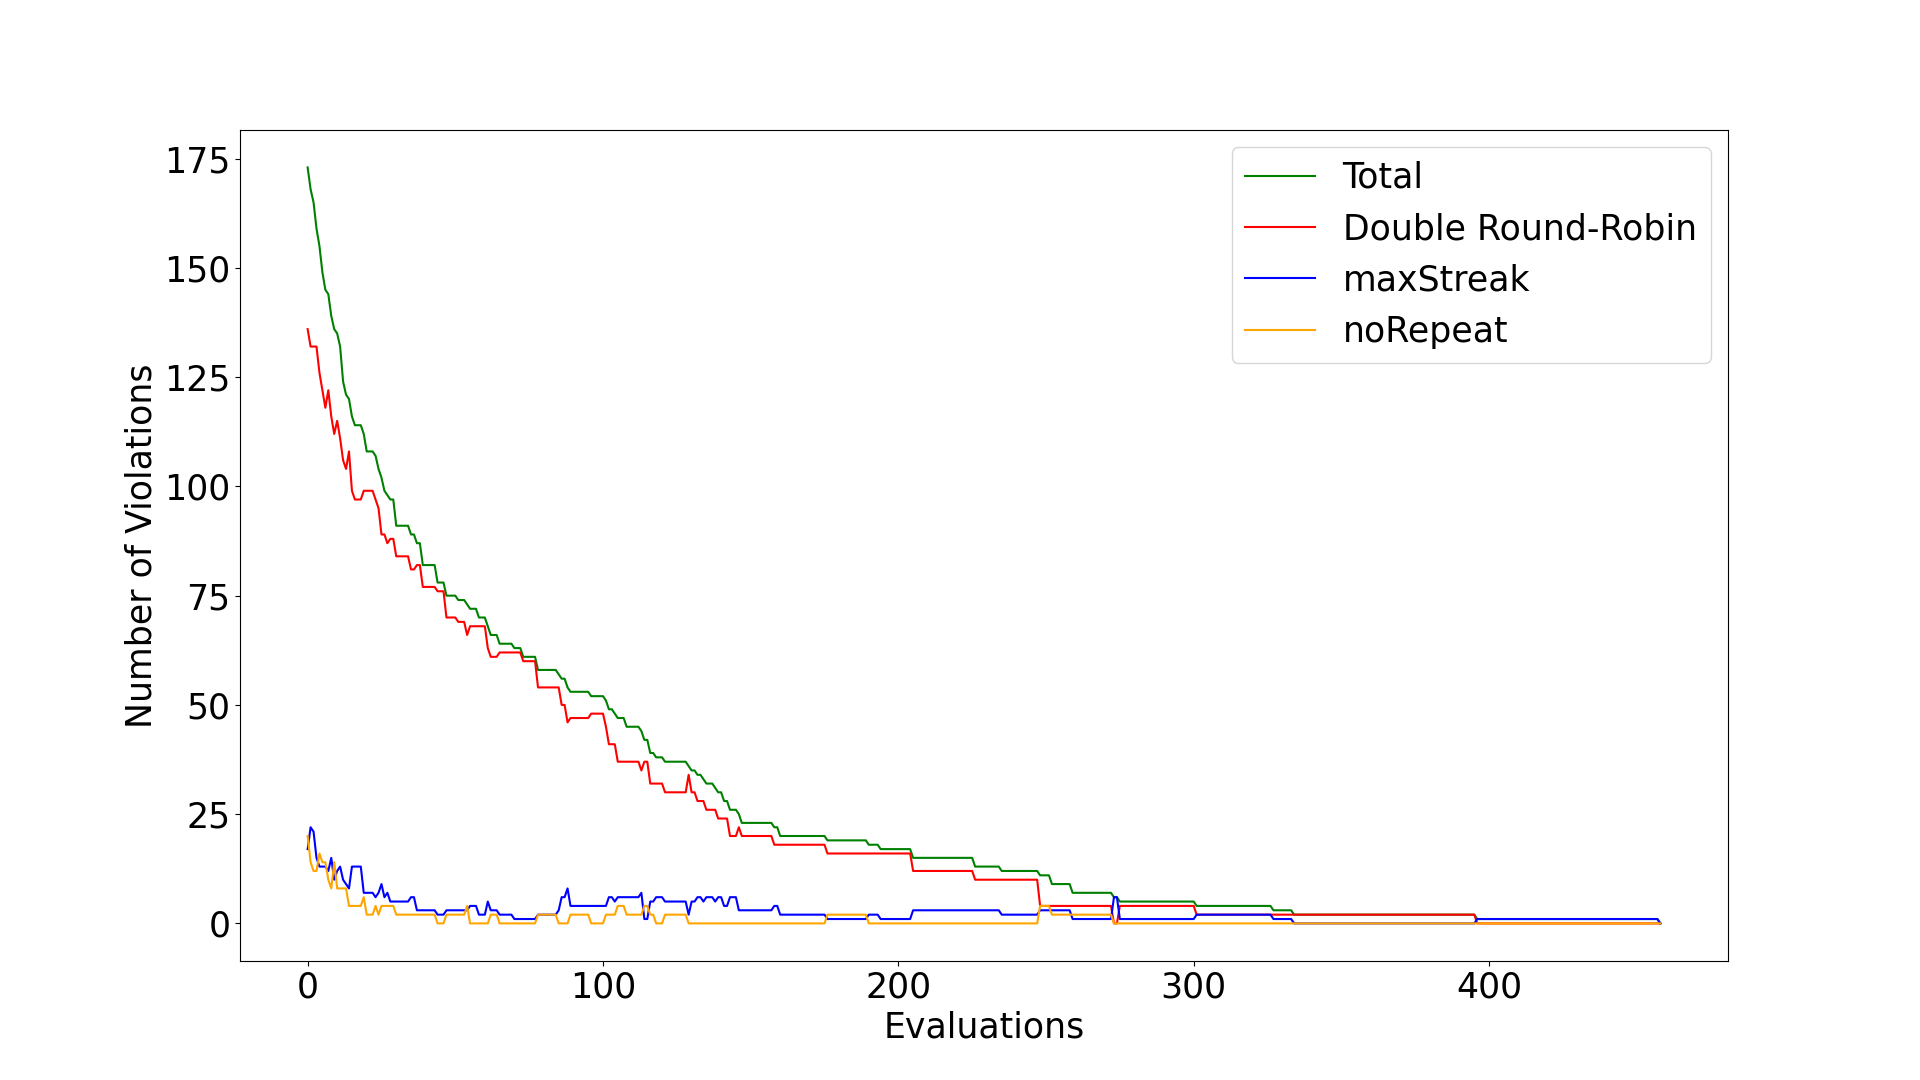 Number of Violations
175
150
125
100
75
50
25
0
0 100 200 300 400
Evaluations
Total
Double Round-Robin
maxStreak
noRepeat